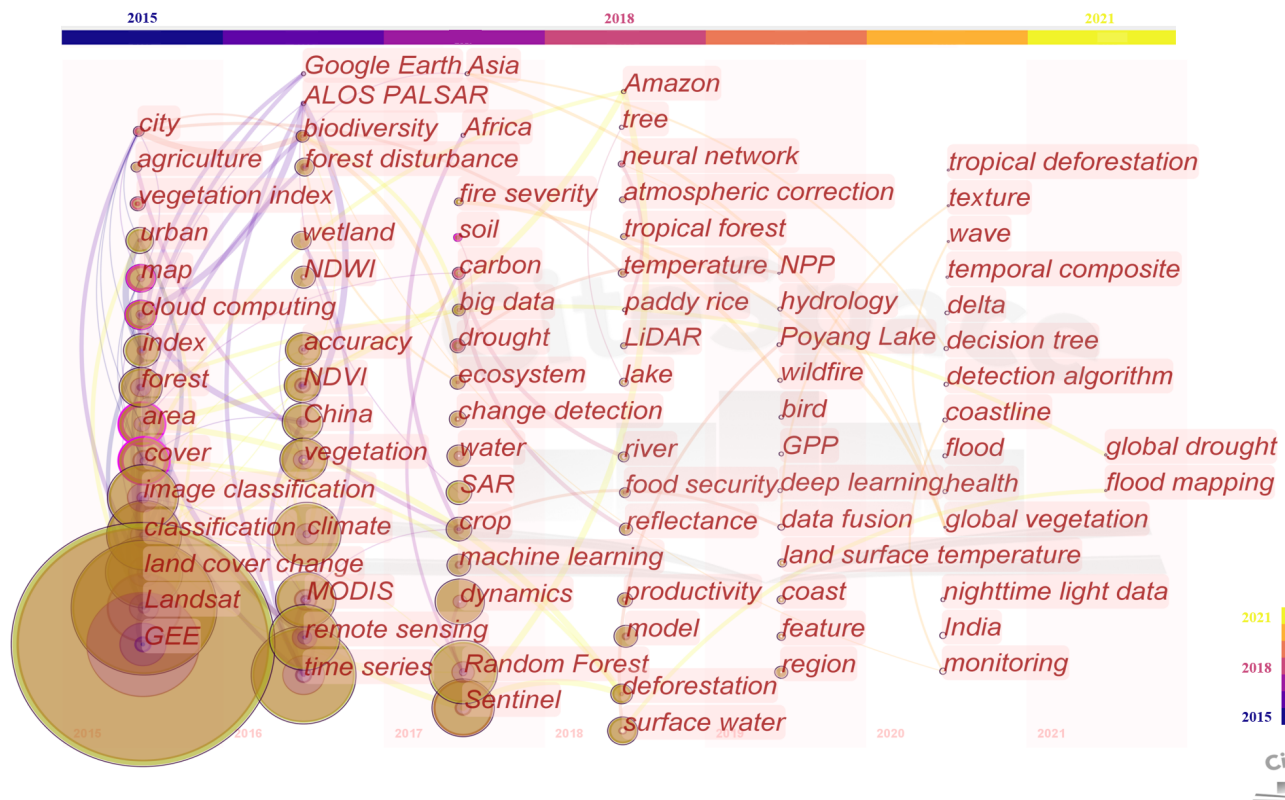 2015 2018 2021
Google Earth Asia
Amazon
ALOS PALSAR
tree
city biodiversity Africa
agriculture forest disturbance neural network tropical deforestation
vegetation index fire severity atmospheric correction texture
urban wetland soil tropical forest wave
map NDWI carbon temperature NPP temporal composite
cloud computing big data paddy rice hydrology delta
index accuracy drought LiDAR Poyang Lake decision tree
forest NDVI ecosystem lake wildfire detection algorithm
area China change detection bird coastline
cover vegetation water river GPP flood global drought
image classification SAR food security deep learning health flood mapping
classification climate crop reflectance data fusion global vegetation
land cover change machine learning land surface temperature
Landsat MODIS dynamics productivity coast nighttime light data
GEE remote sensing model feature India
time series Random Forest region monitoring
Sentinel deforestation
surface water
2015 2016 2017 2018 2019 2020 2021
2021
2018
2015
CiteSpace
Ci